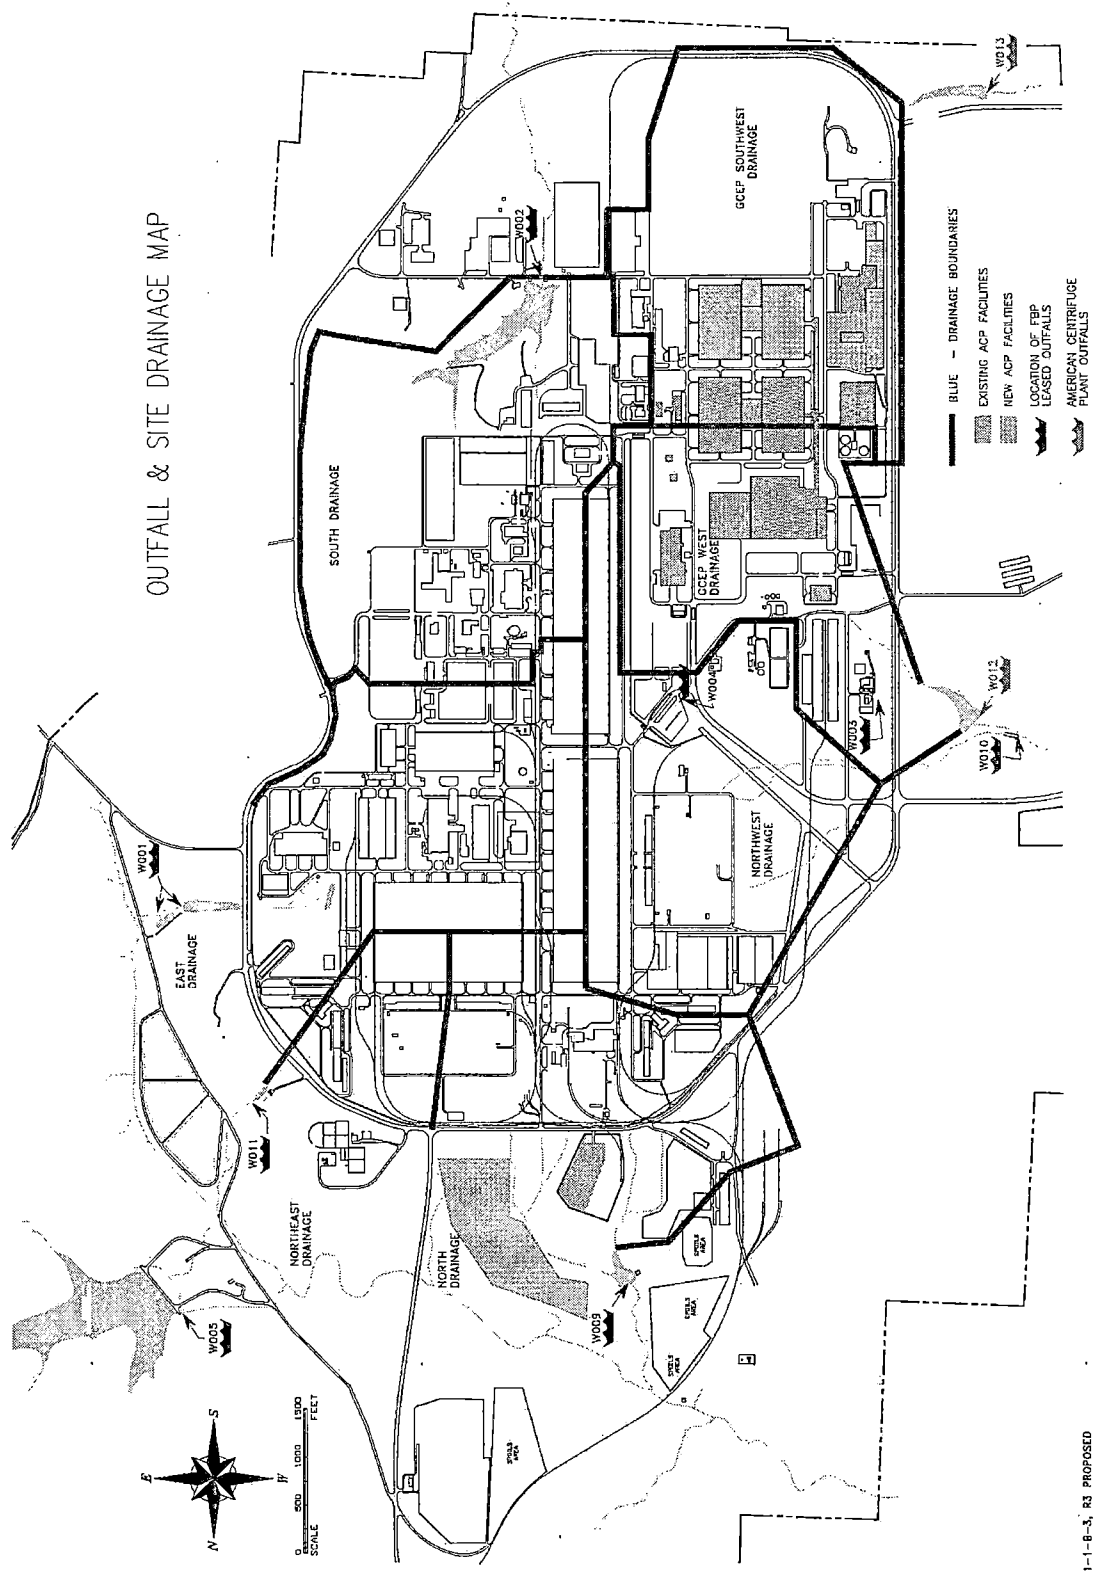 OUTFALL & SITE DRAINAGE MAP
W013
W002
GCEP SOUTHWEST
DRAINAGE
SOUTH DRAINAGE
GCEP WEST
DRAINAGE
W004
W003
W012
W010
NORTHWEST
DRAINAGE
W001
EAST
DRAINAGE
W011
NORTHEAST
DRAINAGE
NORTH
DRAINAGE
W005
W009
SPOILS
AREA
SPOILS
AREA
SPOILS
AREA
SPOILS
AREA
BLUE - DRAINAGE BOUNDARIES
EXISTING ACP FACILITIES
NEW ACP FACILITIES
LOCATION OF FBP
LEASED OUTFALLS
AMERICAN CENTRIFUGE
PLANT OUTFALLS
N
E
S
W
0 500 1000 1500
SCALE FEET
1-1-8-3, R3 PROPOSED